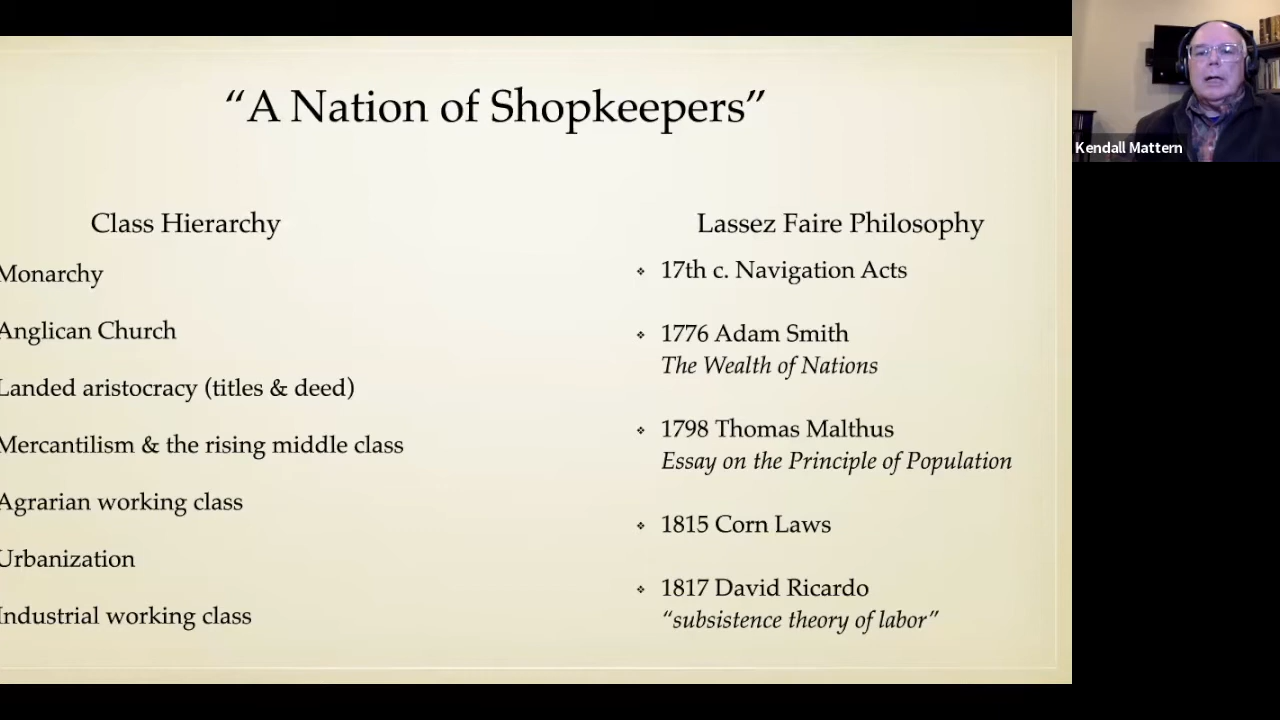 “A Nation of Shopkeepers”
Class Hierarchy
Monarchy
Anglican Church
Landed aristocracy (titles & deed)
Mercantilism & the rising middle class
Agrarian working class
Urbanization
Industrial working class
Lassez Faire Philosophy
17th c. Navigation Acts
1776 Adam Smith
The Wealth of Nations
1798 Thomas Malthus
Essay on the Principle of Population
1815 Corn Laws
1817 David Ricardo
“subsistence theory of labor”
Kendall Mattern